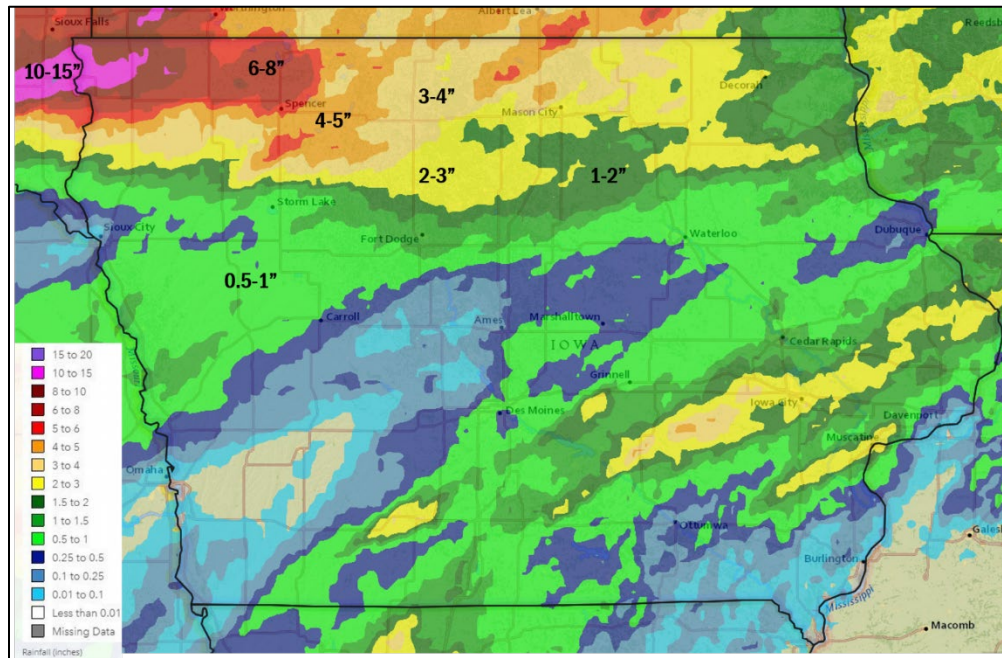 Sioux Falls
Worthington
Albert Lea
Reedsb
10-15”
6-8”
3-4”
Decorah
Spencer
4-5”
Mason City
2-3”
1-2”
Storm Lake
Sioux City
Fort Dodge
Waterloo
Dubuque
0.5-1”
Carroll
Ames
Marshalltown
IOWA
Cedar Rapids
Grinnell
Des Moines
Iowa City
Davenport
Muscatine
Omaha
Ottumwa
Galesb
Burlington
Mississippi
Macomb
15 to 20
10 to 15
8 to 10
6 to 8
5 to 6
4 to 5
3 to 4
2 to 3
1.5 to 2
1 to 1.5
0.5 to 1
0.25 to 0.5
0.1 to 0.25
0.01 to 0.1
Less than 0.01
Missing Data
Rainfall (inches)